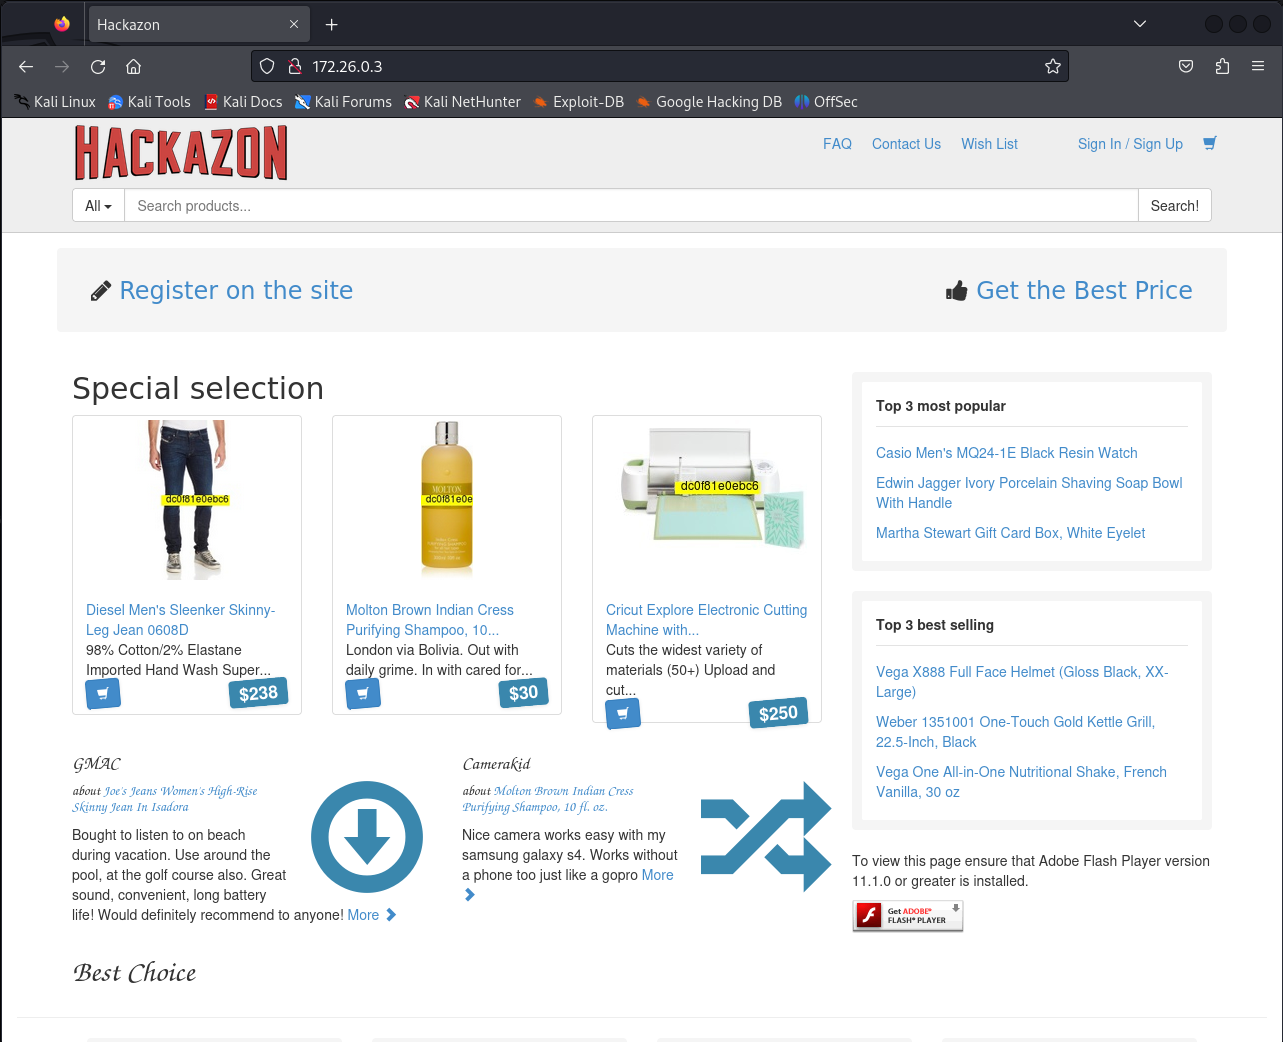 Hackazon
172.26.0.3
Kali Linux Kali Tools Kali Docs Kali Forums Kali NetHunter Exploit-DB Google Hacking DB OffSec
HACKAZON
FAQ Contact Us Wish List Sign In / Sign Up
All Search products... Search!
Register on the site
Get the Best Price
Special selection
dc0f81e0ebc6
Diesel Men's Sleenker Skinny-
Leg Jean 0608D
98% Cotton/2% Elastane
Imported Hand Wash Super...
$238
MOLTON
dc0f81e0e
Molton Brown Indian Cress
Purifying Shampoo, 10...
London via Bolivia. Out with
daily grime. In with cared for...
$30
dc0f81e0ebc6
Cricut Explore Electronic Cutting
Machine with...
Cuts the widest variety of
materials (50+) Upload and
cut...
$250
GMAC
about Joe's Jeans Women's High-Rise
Skinny Jean In Isadora
Bought to listen to on beach
during vacation. Use around the
pool, at the golf course also. Great
sound, convenient, long battery
life! Would definitely recommend to anyone! More
Camerakid
about Molton Brown Indian Cress
Purifying Shampoo, 10 fl. oz.
Nice camera works easy with my
samsung galaxy s4. Works without
a phone too just like a gopro More
Top 3 most popular
Casio Men's MQ24-1E Black Resin Watch
Edwin Jagger Ivory Porcelain Shaving Soap Bowl
With Handle
Martha Stewart Gift Card Box, White Eyelet
Top 3 best selling
Vega X888 Full Face Helmet (Gloss Black, XX-
Large)
Weber 1351001 One-Touch Gold Kettle Grill,
22.5-Inch, Black
Vega One All-in-One Nutritional Shake, French
Vanilla, 30 oz
To view this page ensure that Adobe Flash Player version
11.1.0 or greater is installed.
Get ADOBE®
FLASH® PLAYER
Best Choice